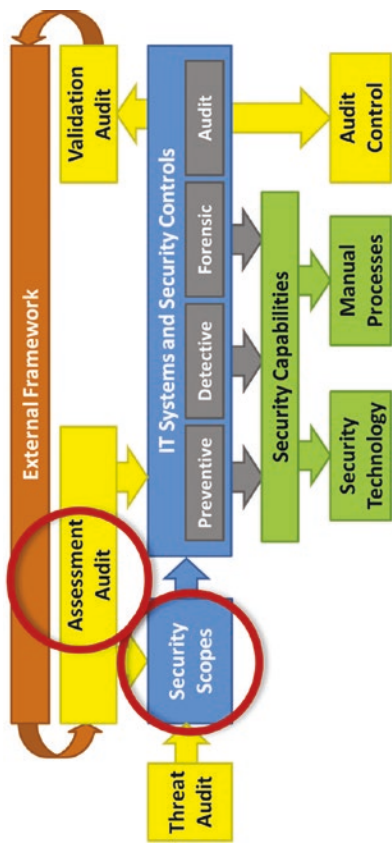 External Framework
Assessment
Audit
Validation
Audit
Threat
Audit
Security
Scopes
IT Systems and Security Controls
Preventive
Detective
Forensic
Audit
Security Capabilities
Security
Technology
Manual
Processes
Audit
Control